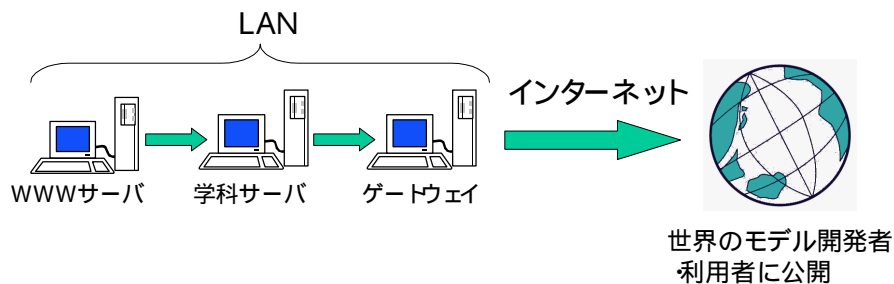 LAN
インターネット
WWWサーバ
学科サーバ
ゲートウェイ
世界のモデル開発者
・利用者に公開